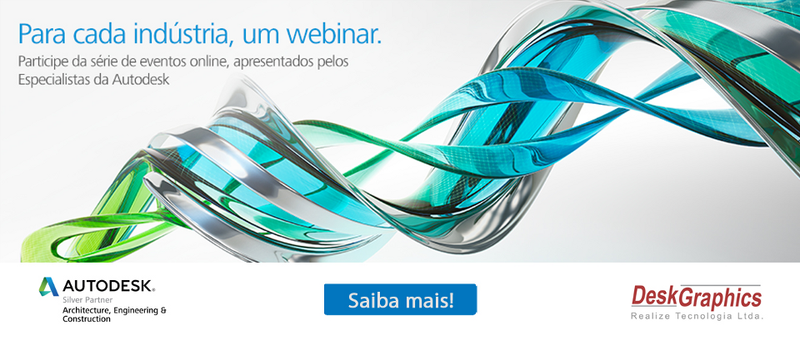 Para cada indústria, um webinar.
Participe da série de eventos online, apresentados pelos
Especialistas da Autodesk
AUTODESK®
Silver Partner
Architecture, Engineering &
Construction
Saiba mais!
DeskGraphics
Realize Tecnologia Ltda.